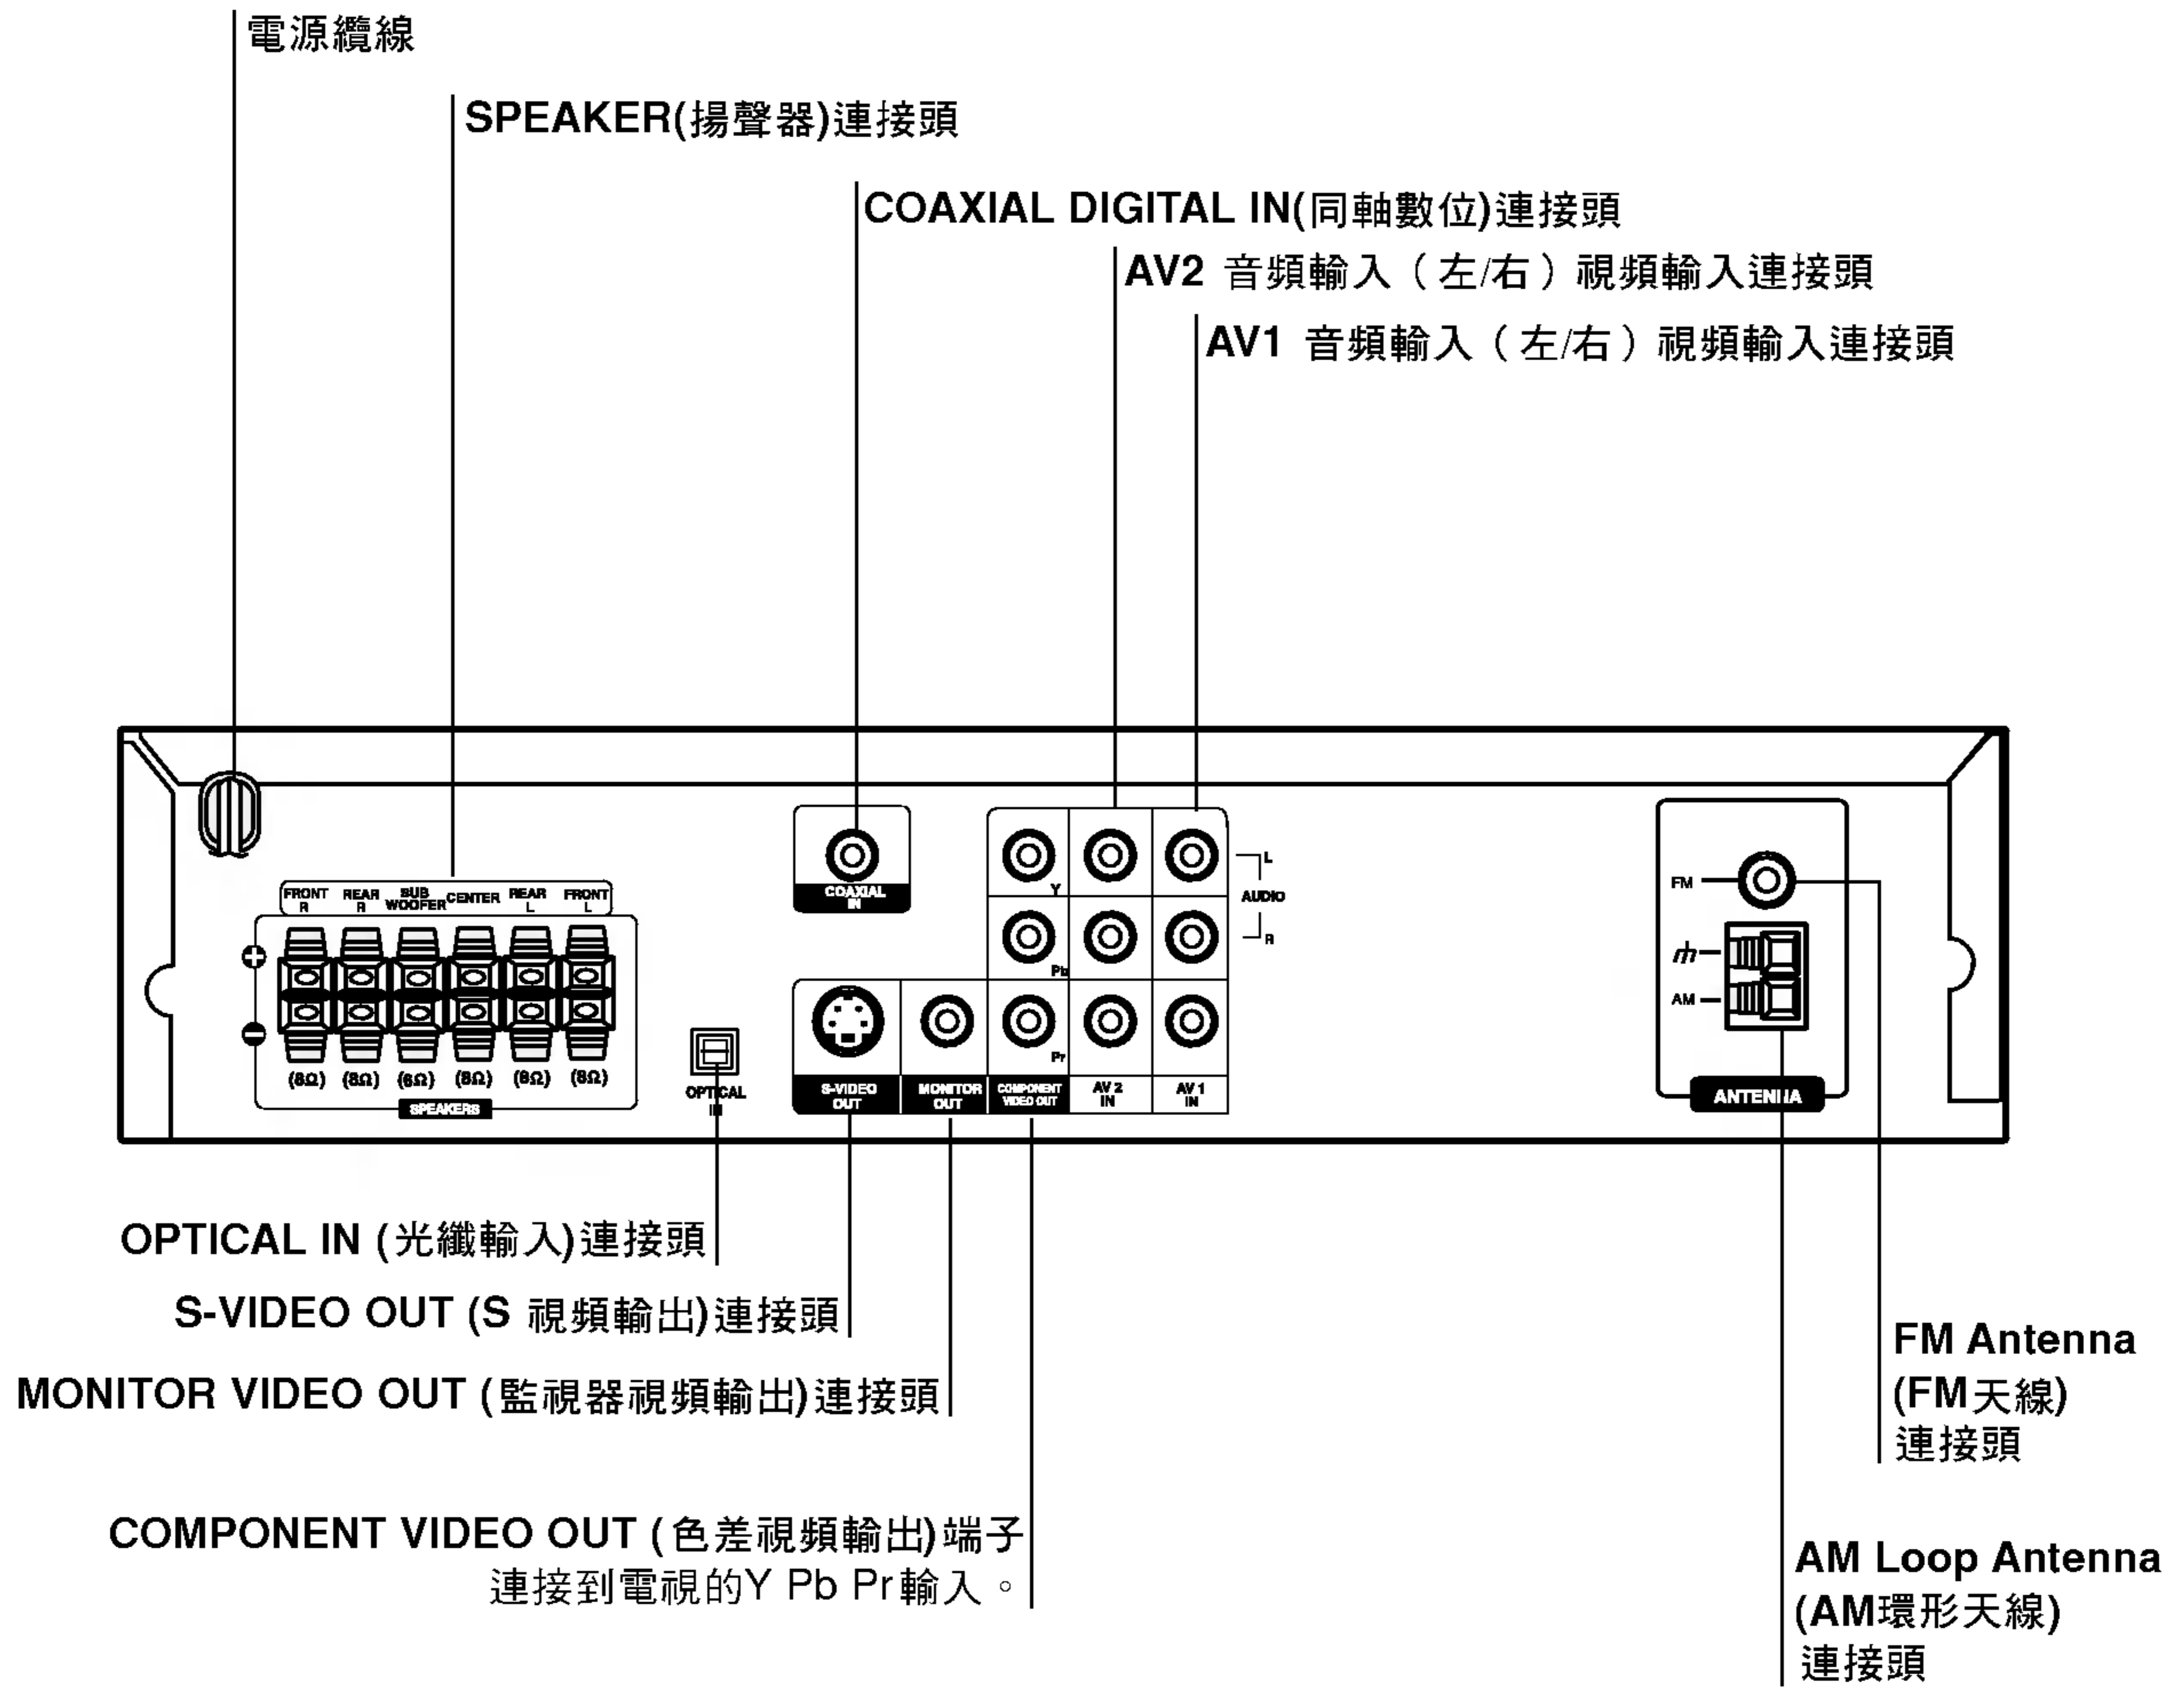 電源纜線
SPEAKER(揚聲器)連接頭
COAXIAL DIGITAL IN(同軸數位)連接頭
AV2 音頻輸入（左/右）視頻輸入連接頭
AV1 音頻輸入（左/右）視頻輸入連接頭
FRONT R
REAR R
SUB WOOFER
CENTER
REAR L
FRONT L
(8Ω) (8Ω) (6Ω) (8Ω) (8Ω) (8Ω)
SPEAKERS
OPTICAL
IN
COAXIAL
IN
Y
Pb
Pr
L
AUDIO
R
S-VIDEO
OUT
MONITOR
OUT
COMPONENT
VIDEO OUT
AV 2
IN
AV 1
IN
FM
AM
ANTENNA
OPTICAL IN (光纖輸入)連接頭
S-VIDEO OUT (S 視頻輸出)連接頭
MONITOR VIDEO OUT (監視器視頻輸出)連接頭
COMPONENT VIDEO OUT (色差視頻輸出)端子
連接到電視的Y Pb Pr輸入。
FM Antenna
(FM天線)
連接頭
AM Loop Antenna
(AM環形天線)
連接頭